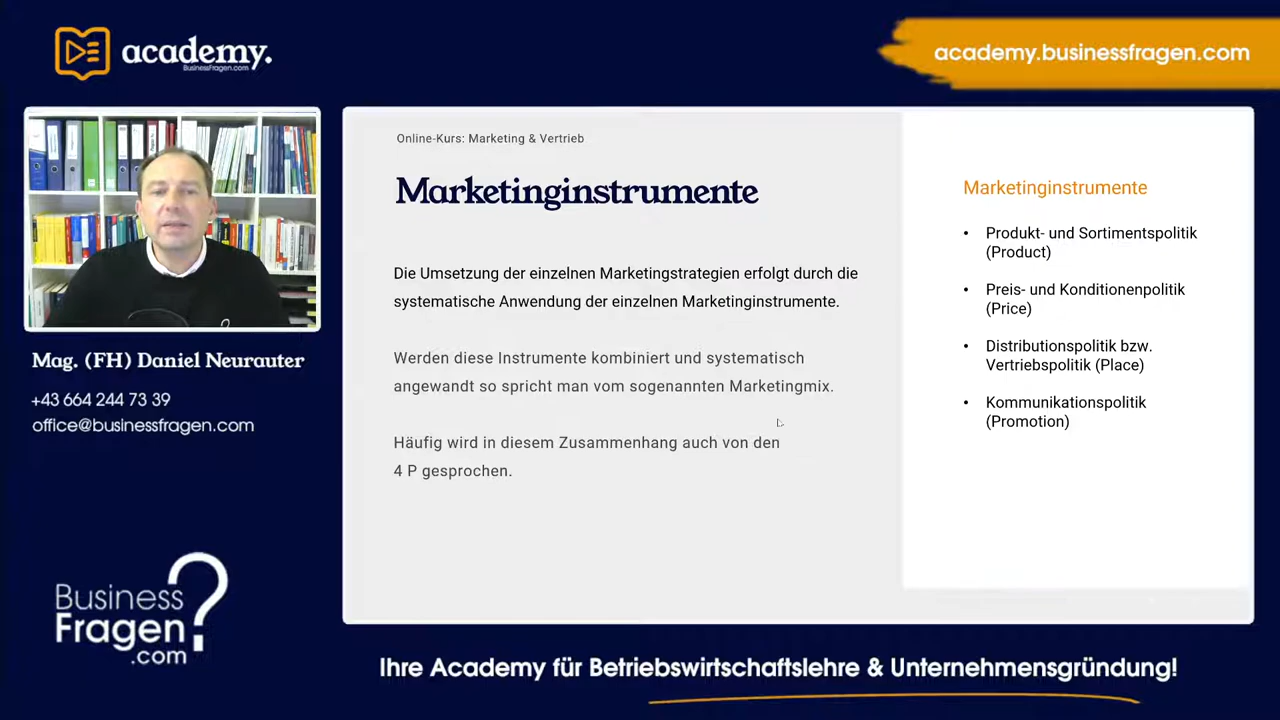 academy.
BusinessFragen.com
academy.businessfragen.com
Online-Kurs: Marketing & Vertrieb
Marketinginstrumente
Die Umsetzung der einzelnen Marketingstrategien erfolgt durch die
systematische Anwendung der einzelnen Marketinginstrumente.
Werden diese Instrumente kombiniert und systematisch
angewandt so spricht man vom sogenannten Marketingmix.
Häufig wird in diesem Zusammenhang auch von den
4 P gesprochen.
Marketinginstrumente
• Produkt- und Sortimentspolitik
(Product)
• Preis- und Konditionenpolitik
(Price)
• Distributionspolitik bzw.
Vertriebspolitik (Place)
• Kommunikationspolitik
(Promotion)
Mag. (FH) Daniel Neurauter
+43 664 244 73 39
office@businessfragen.com
Business
Fragen
.com
?
Ihre Academy für Betriebswirtschaftslehre & Unternehmensgründung!